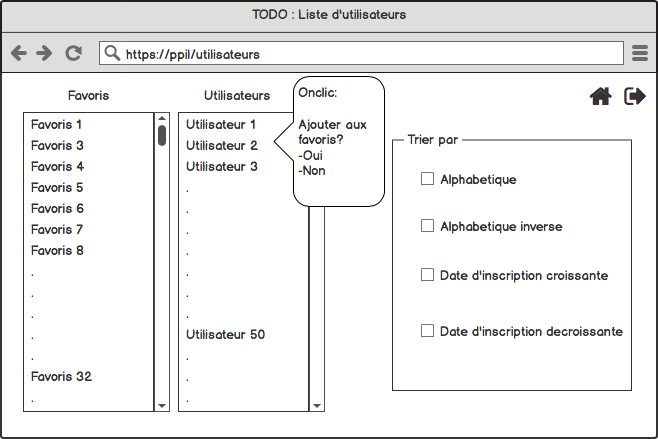 TODO : Liste d'utilisateurs
https://ppil/utilisateurs
Favoris
Favoris 1
Favoris 3
Favoris 4
Favoris 5
Favoris 6
Favoris 7
Favoris 8
.
.
.
.
.
Favoris 32
.
Utilisateurs
Utilisateur 1
Utilisateur 2
Utilisateur 3
.
.
.
.
.
.
.
Utilisateur 50
.
.
.
Onclic:
Ajouter aux
favoris?
-Oui
-Non
Trier par
Alphabetique
Alphabetique inverse
Date d'inscription croissante
Date d'inscription decroissante